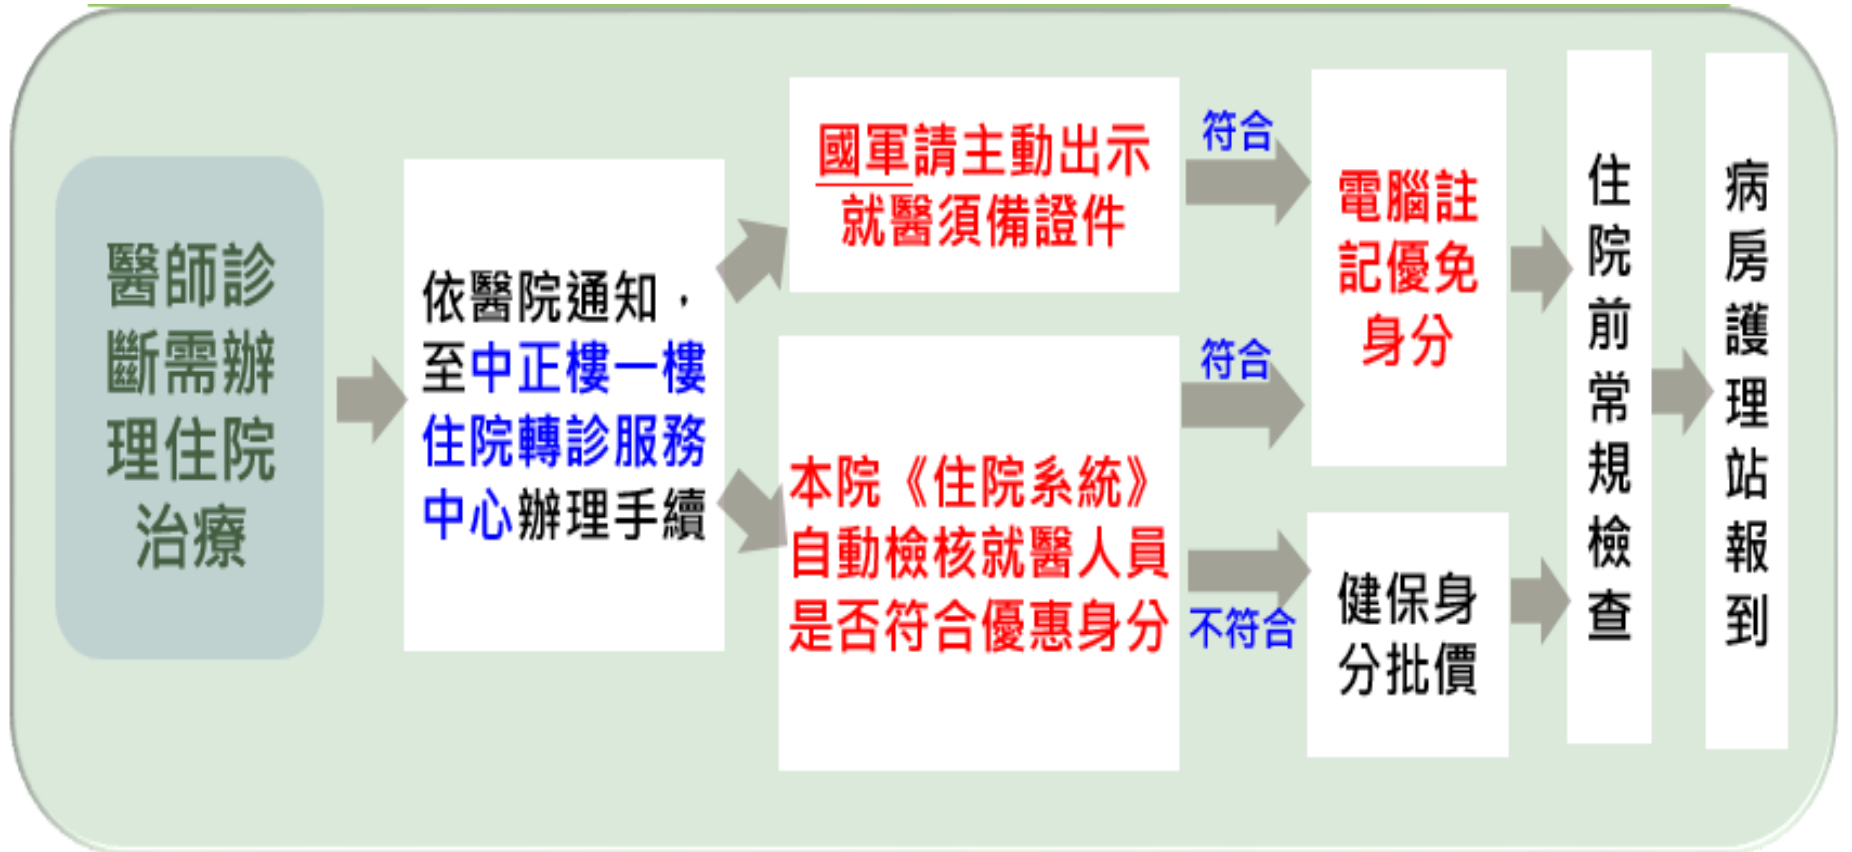 醫師診
斷需辦
理住院
治療
依醫院通知，
至中正樓一樓
住院轉診服務
中心辦理手續
國軍請主動出示
就醫須備證件
符合
本院《住院系統》
自動檢核就醫人員
是否符合優惠身分
符合
不符合
電腦註
記優免
身分
健保身
分批價
住院前常規檢查
病房護理站報到